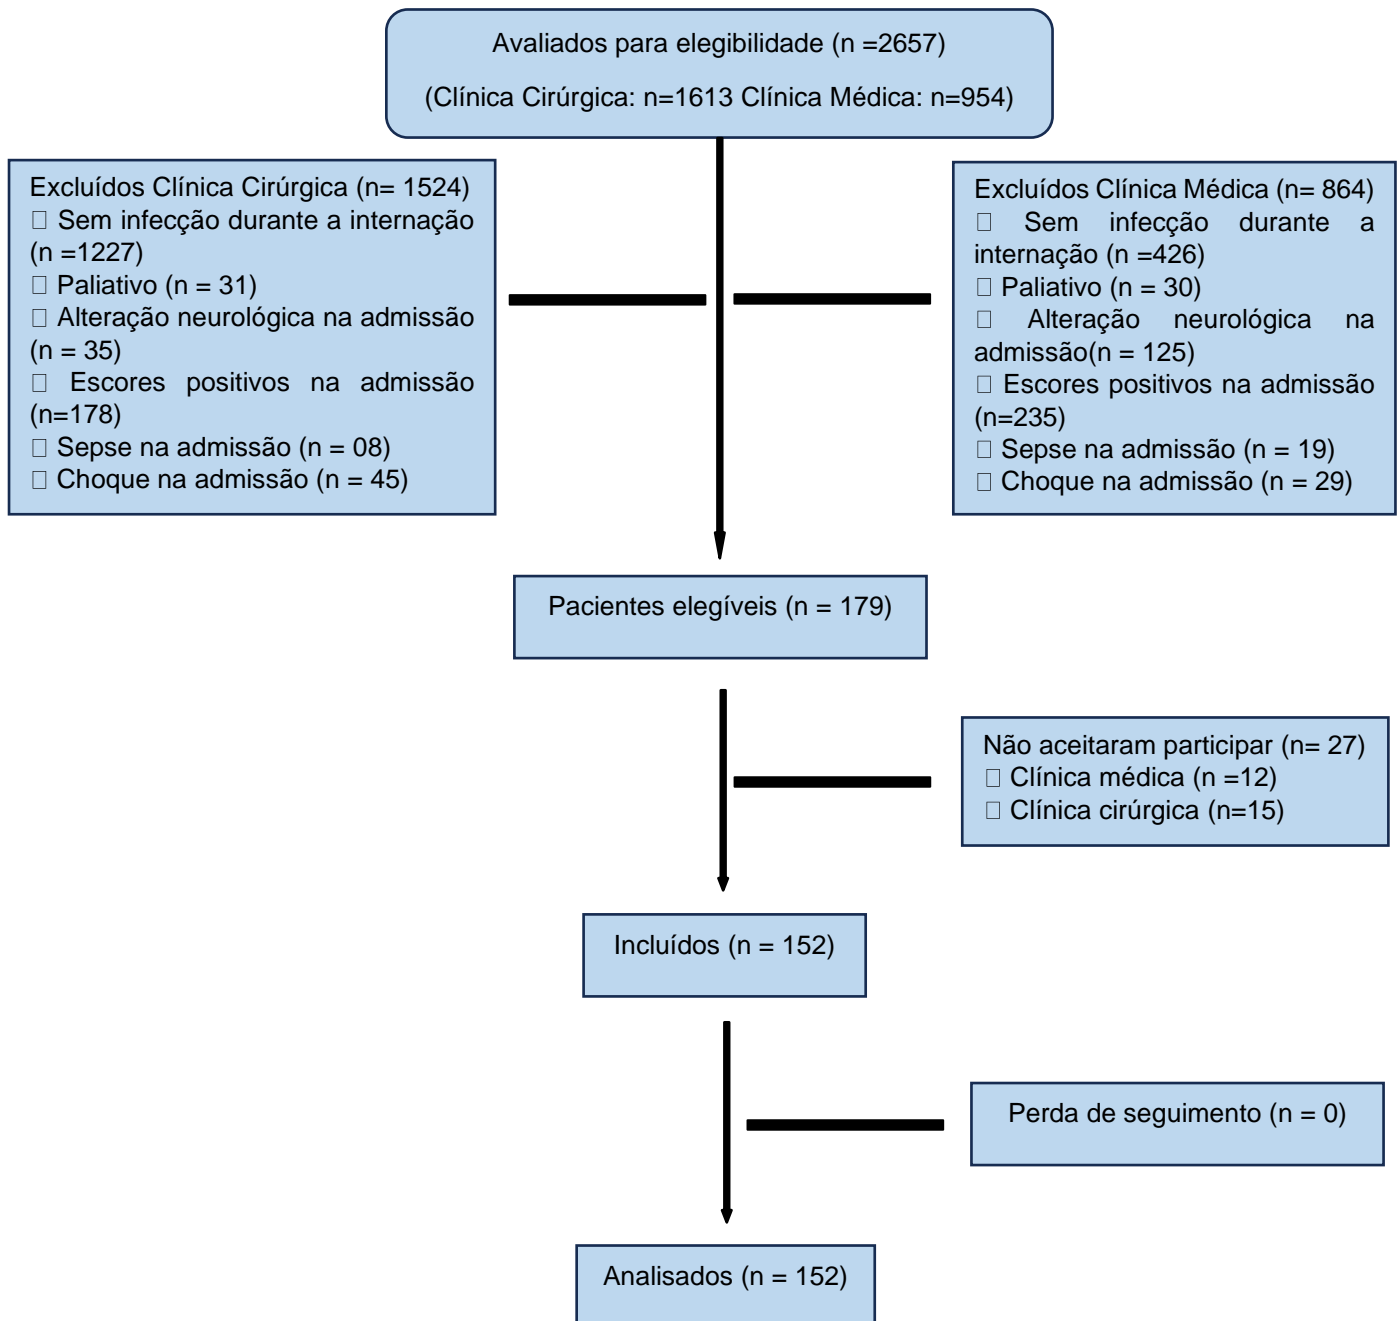 Avaliados para elegibilidade (n =2657)
(Clínica Cirúrgica: n=1613 Clínica Médica: n=954)
Excluídos Clínica Cirúrgica (n= 1524)
□ Sem infecção durante a internação
(n =1227)
□ Paliativo (n = 31)
□ Alteração neurológica na admissão
(n = 35)
□ Escores positivos na admissão
(n=178)
□ Sepse na admissão (n = 08)
□ Choque na admissão (n = 45)
Excluídos Clínica Médica (n= 864)
□ Sem infecção durante a
internação (n =426)
□ Paliativo (n = 30)
□ Alteração neurológica na
admissão(n = 125)
□ Escores positivos na admissão
(n=235)
□ Sepse na admissão (n = 19)
□ Choque na admissão (n = 29)
Pacientes elegíveis (n = 179)
Não aceitaram participar (n= 27)
□ Clínica médica (n =12)
□ Clínica cirúrgica (n=15)
Incluídos (n = 152)
Perda de seguimento (n = 0)
Analisados (n = 152)